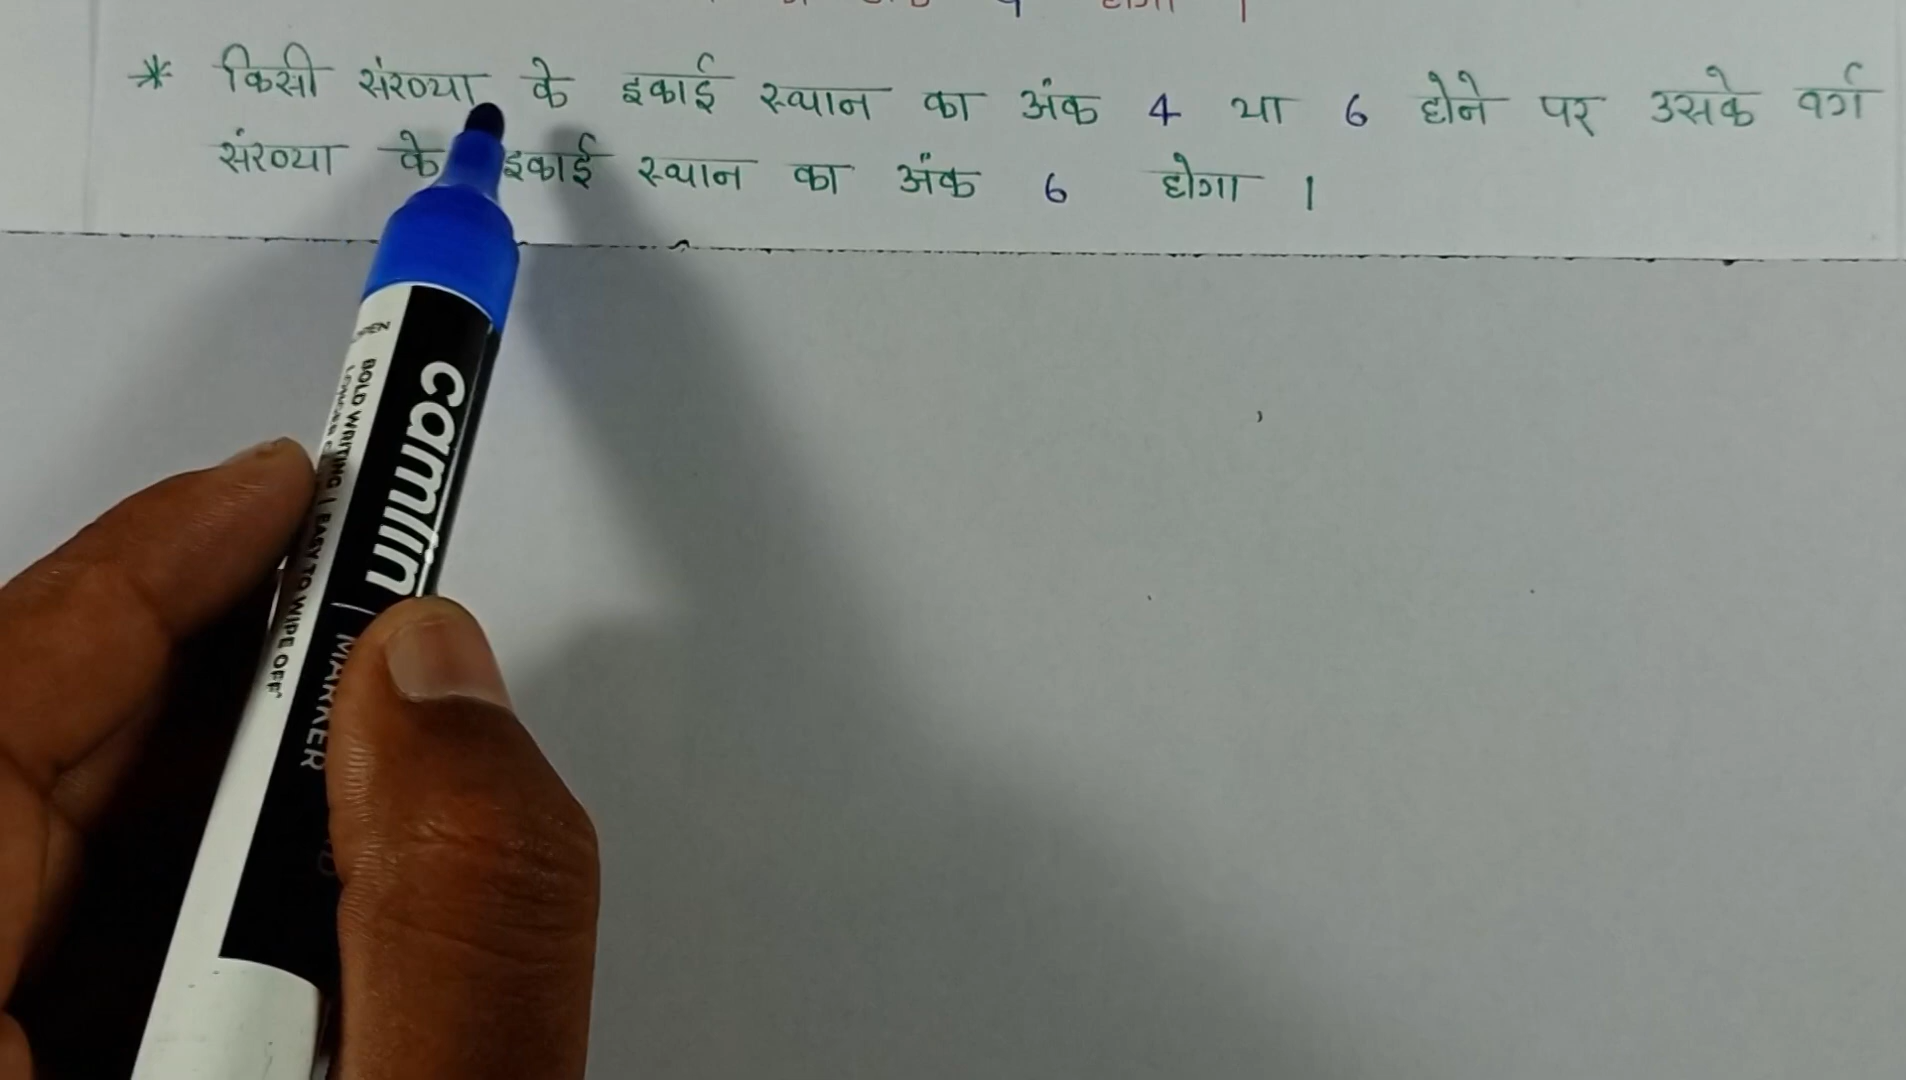 होगा ।
* किसी संख्या के इकाई स्थान का अंक 4 या 6 होने पर उसके वर्ग
संख्या के इकाई स्थान का अंक 6 होगा ।
camlin
MARKER
BOLD WRITING | EASY TO WIPE OFF